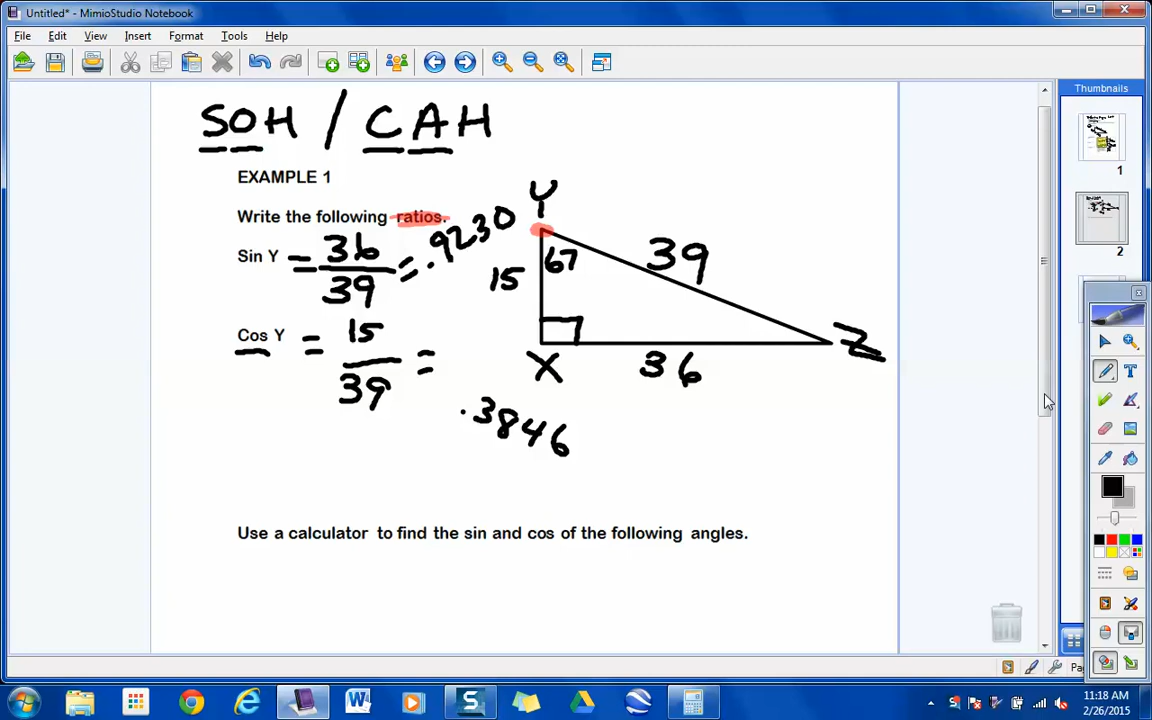 Untitled* - MimioStudio Notebook
File Edit View Insert Format Tools Help
SOH / CAH
EXAMPLE 1
Write the following ratios.
Sin Y = 36/39 = .9230
Cos Y = 15/39 = .3846
Y
67
15
39
X
36
Z
Use a calculator to find the sin and cos of the following angles.
Thumbnails
1
2
T
11:18 AM
2/26/2015